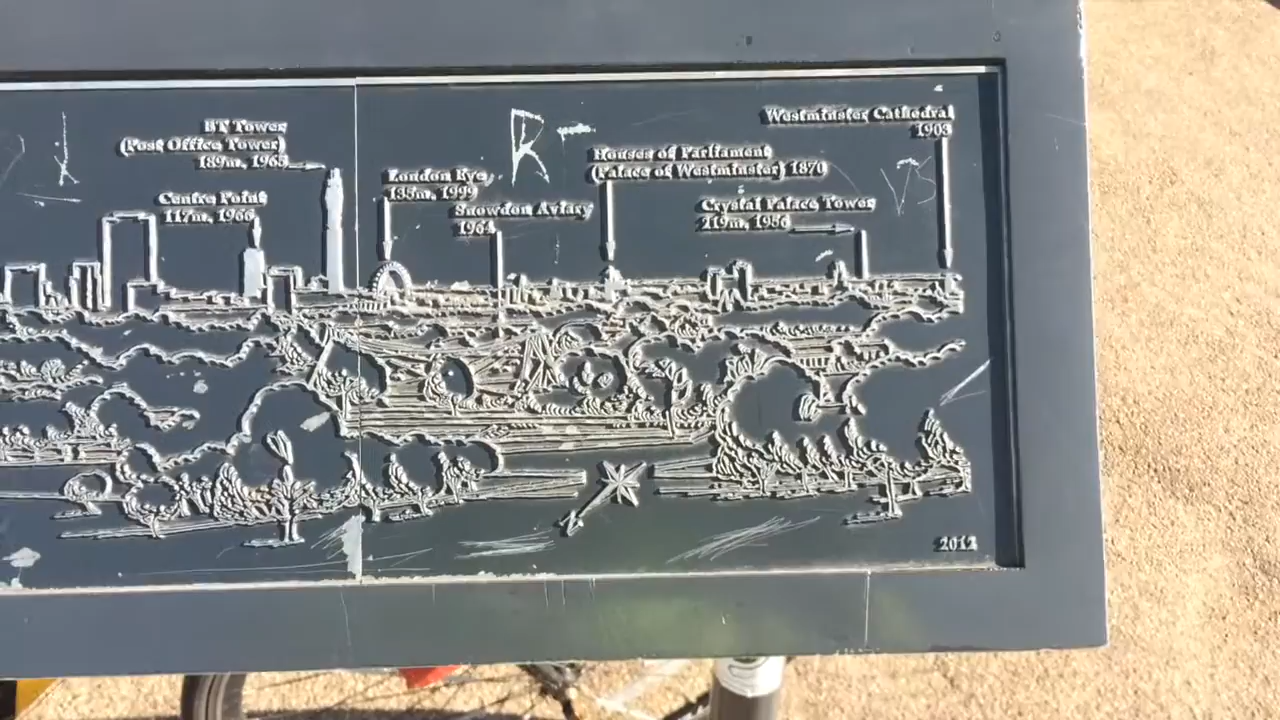 BT Tower
(Post Office Tower)
189m, 1965
Centre Point
117m, 1966
London Eye
135m, 1999
Snowdon Aviary
1964
Houses of Parliament
(Palace of Westminster) 1870
Crystal Palace Tower
219m, 1956
Westminster Cathedral
1903
R
N
2012